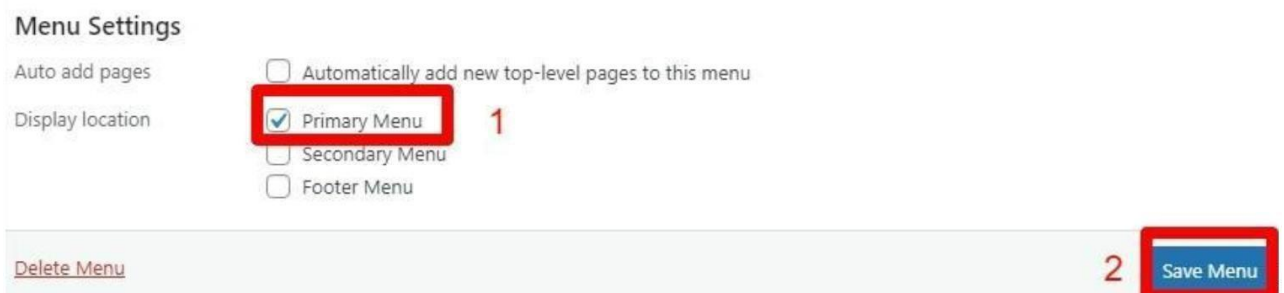 Menu Settings
Auto add pages Automatically add new top-level pages to this menu
Display location Primary Menu 1
Secondary Menu
Footer Menu
Delete Menu 2 Save Menu